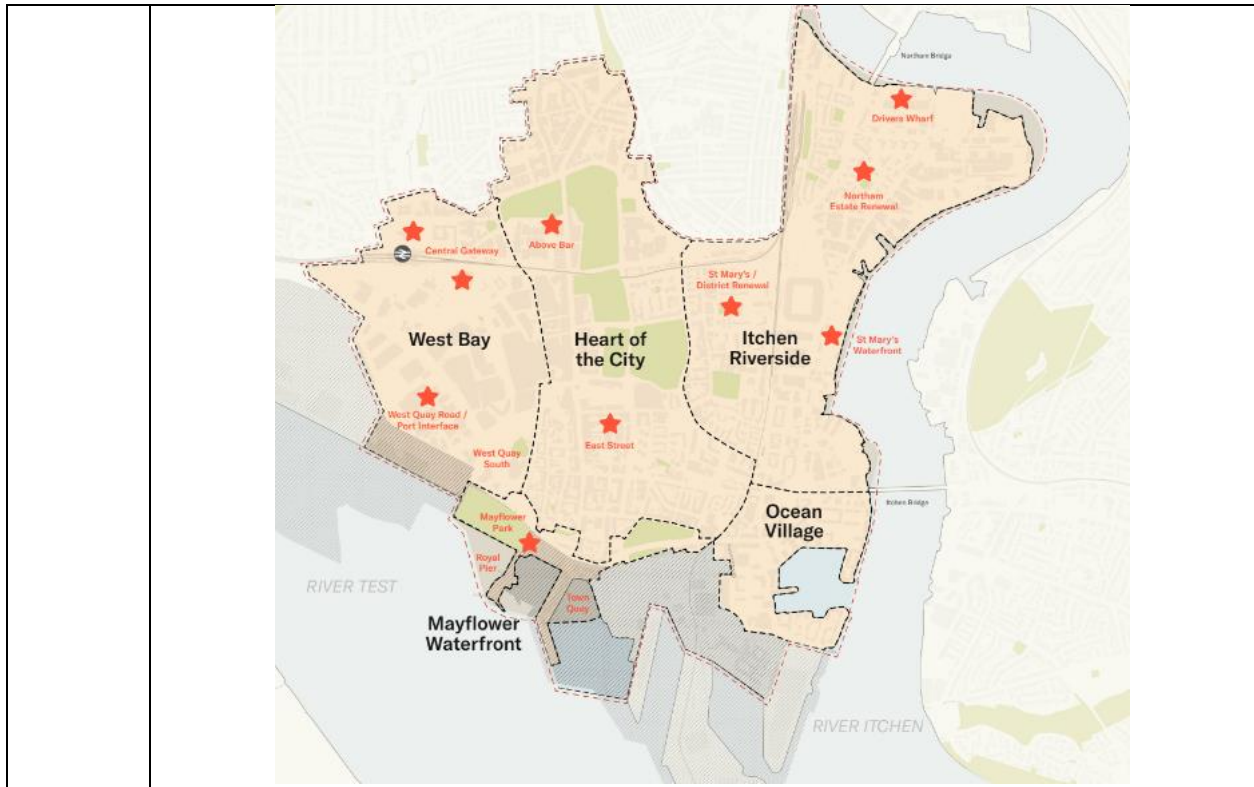 Northam Bridge
Drivers Wharf
Northam
Estate Renewal
Above Bar
Central Gateway
St Mary's /
District Renewal
West Bay
Heart of
the City
Itchen
Riverside
St Mary's
Waterfront
West Quay Road /
Port Interface
East Street
West Quay
South
Itchen Bridge
Ocean
Village
Mayflower
Park
Royal
Pier
RIVER TEST
Town
Quay
Mayflower
Waterfront
RIVER ITCHEN